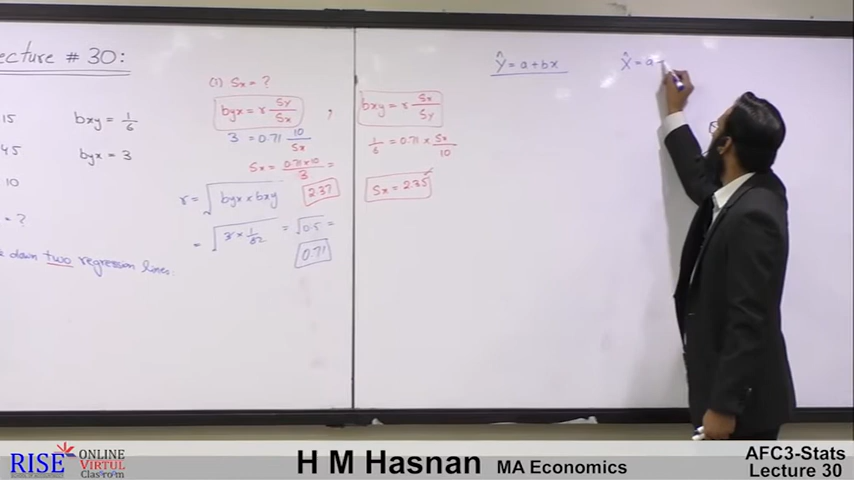 ecture # 30:
15
bxy = 1/6
45
byx = 3
10
= ?
down two regression lines.
(1) Sx = ?
byx = r Sy/Sx ,
3 = 0.71 10/Sx
Sx = 0.71×10/3 =
2.37
r = √byx × bxy
= √3 × 1/62 = √0.5 =
0.71
bxy = r Sx/Sy
1/6 = 0.71 × Sx/10
Sx = 2.35
Ŷ = a + bx
X̂ = a -
RISE ONLINE
VIRTUL
Classroom
H M Hasnan MA Economics
AFC3-Stats
Lecture 30